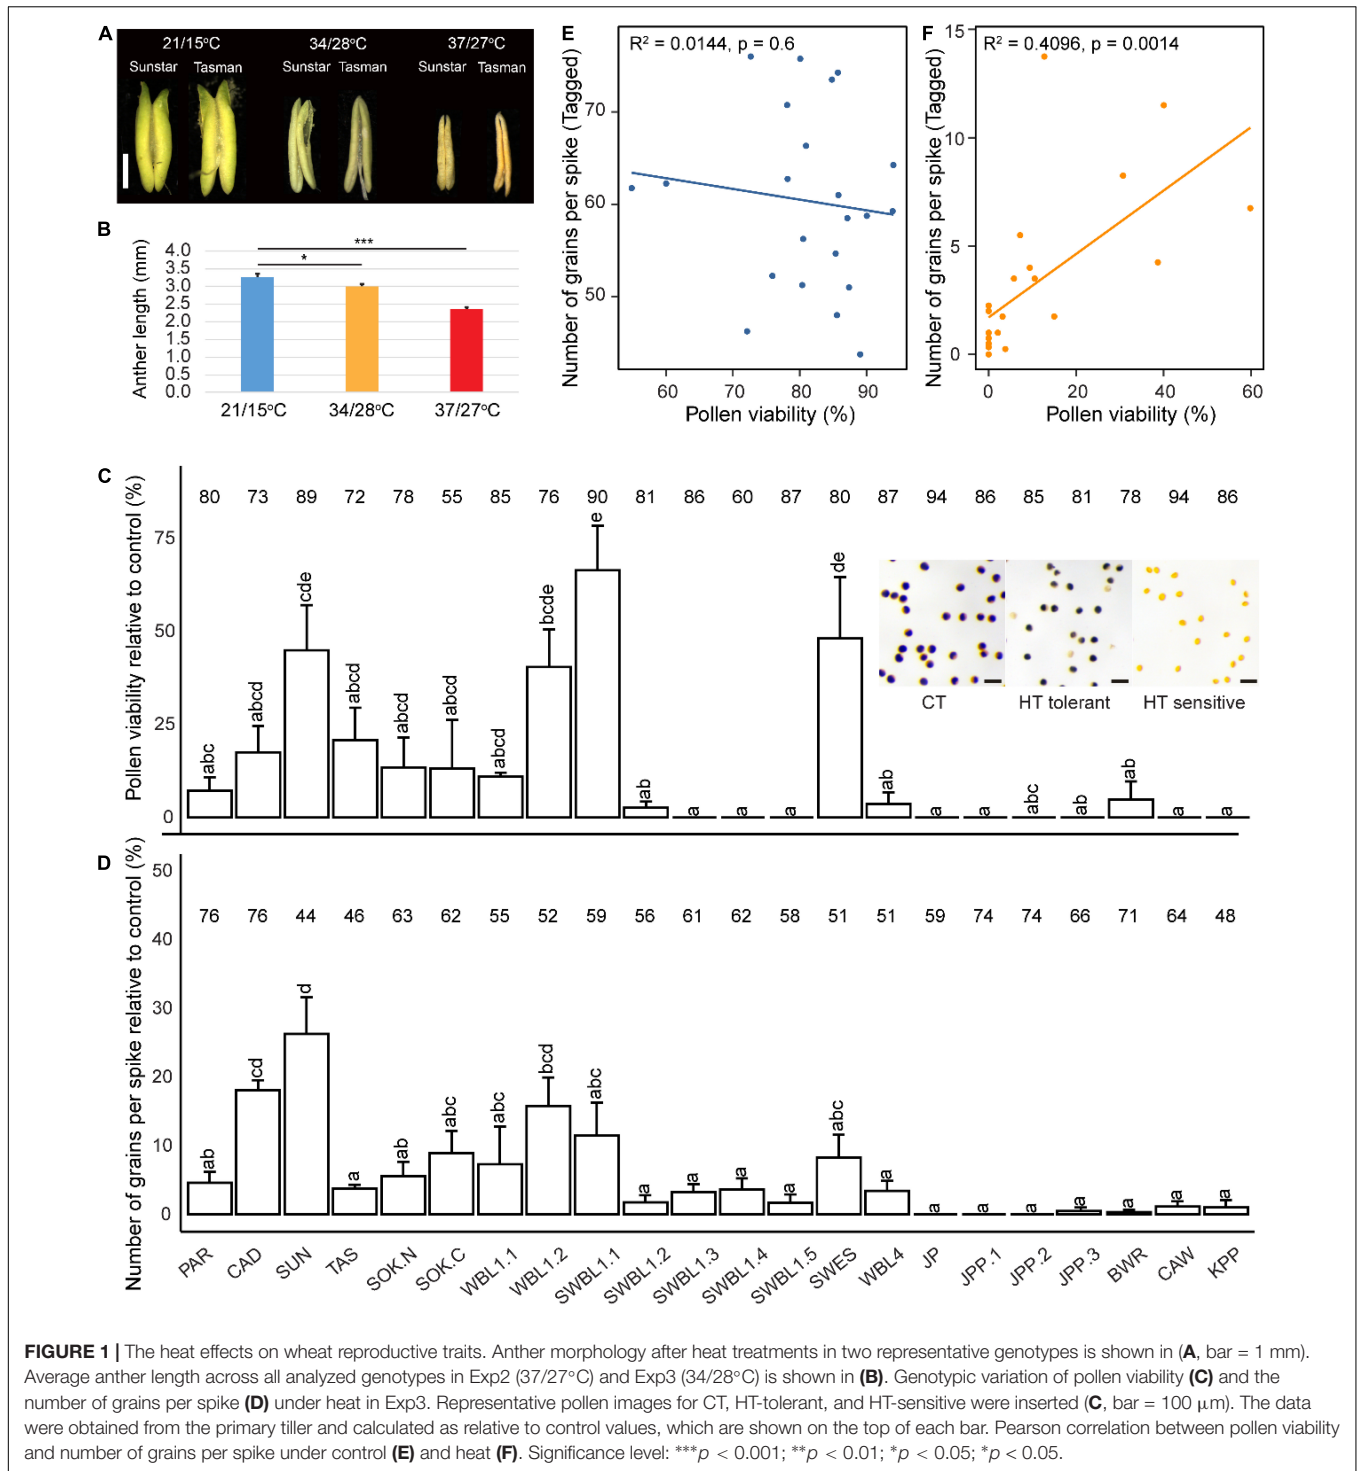 A
21/15°C 34/28°C 37/27°C
Sunstar Tasman Sunstar Tasman Sunstar Tasman
B
Anther length (mm)
4.0
3.5
3.0
2.5
2.0
1.5
1.0
0.5
0.0
***
*
21/15°C 34/28°C 37/27°C
E
R² = 0.0144, p = 0.6
Number of grains per spike (Tagged)
70
60
50
60 70 80 90
Pollen viability (%)
F
R² = 0.4096, p = 0.0014
Number of grains per spike (Tagged)
15
10
5
0
0 20 40 60
Pollen viability (%)
C
Pollen viability relative to control (%)
75
50
25
0
80 73 89 72 78 55 85 76 90 81 86 60 87 80 87 94 86 85 81 78 94 86
abc abcd cde abcd abcd abcd abcd bcde e ab a a a de ab a a abc ab ab a a
CT HT tolerant HT sensitive
D
Number of grains per spike relative to control (%)
50
40
30
20
10
0
76 76 44 46 63 62 55 52 59 56 61 62 58 51 51 59 74 74 66 71 64 48
ab cd d a ab abc abc bcd abc a a a a abc a a a a a a a a
PAR CAD SUN TAS SOK.N SOK.C WBL1.1 WBL1.2 SWBL1.1 SWBL1.2 SWBL1.3 SWBL1.4 SWBL1.5 SWES WBL4 JP JPP.1 JPP.2 JPP.3 BWR CAW KPP
FIGURE 1 | The heat effects on wheat reproductive traits. Anther morphology after heat treatments in two representative genotypes is shown in (A, bar = 1 mm).
Average anther length across all analyzed genotypes in Exp2 (37/27°C) and Exp3 (34/28°C) is shown in (B). Genotypic variation of pollen viability (C) and the
number of grains per spike (D) under heat in Exp3. Representative pollen images for CT, HT-tolerant, and HT-sensitive were inserted (C, bar = 100 μm). The data
were obtained from the primary tiller and calculated as relative to control values, which are shown on the top of each bar. Pearson correlation between pollen viability
and number of grains per spike under control (E) and heat (F). Significance level: ***p < 0.001; **p < 0.01; *p < 0.05; *p < 0.05.